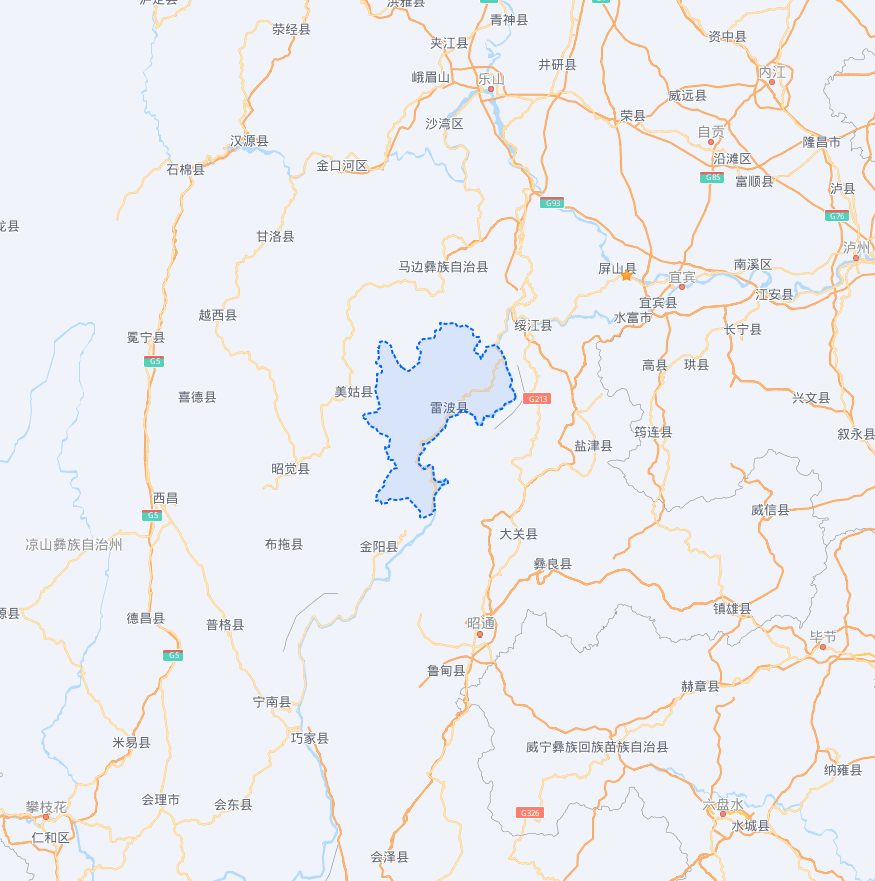 泸定县
洪雅县
青神县
荥经县
夹江县
资中县
峨眉山
乐山
井研县
内江
威远县
沙湾区
荣县
自贡
汉源县
隆昌市
石棉县
金口河区
沿滩区
G85
富顺县
泸县
G93
G76
龙县
甘洛县
泸州
马边彝族自治县
屏山县
宜宾
南溪区
江安县
宜宾县
越西县
水富市
绥江县
长宁县
冕宁县
G5
高县
珙县
美姑县
喜德县
G213
兴文县
雷波县
筠连县
叙永县
盐津县
昭觉县
西昌
威信县
G5
大关县
凉山彝族自治州
布拖县
金阳县
彝良县
源县
德昌县
普格县
昭通
镇雄县
毕节
G5
鲁甸县
赫章县
宁南县
巧家县
米易县
威宁彝族回族苗族自治县
纳雍县
攀枝花
会理市
会东县
六盘水
G326
水城县
仁和区
会泽县